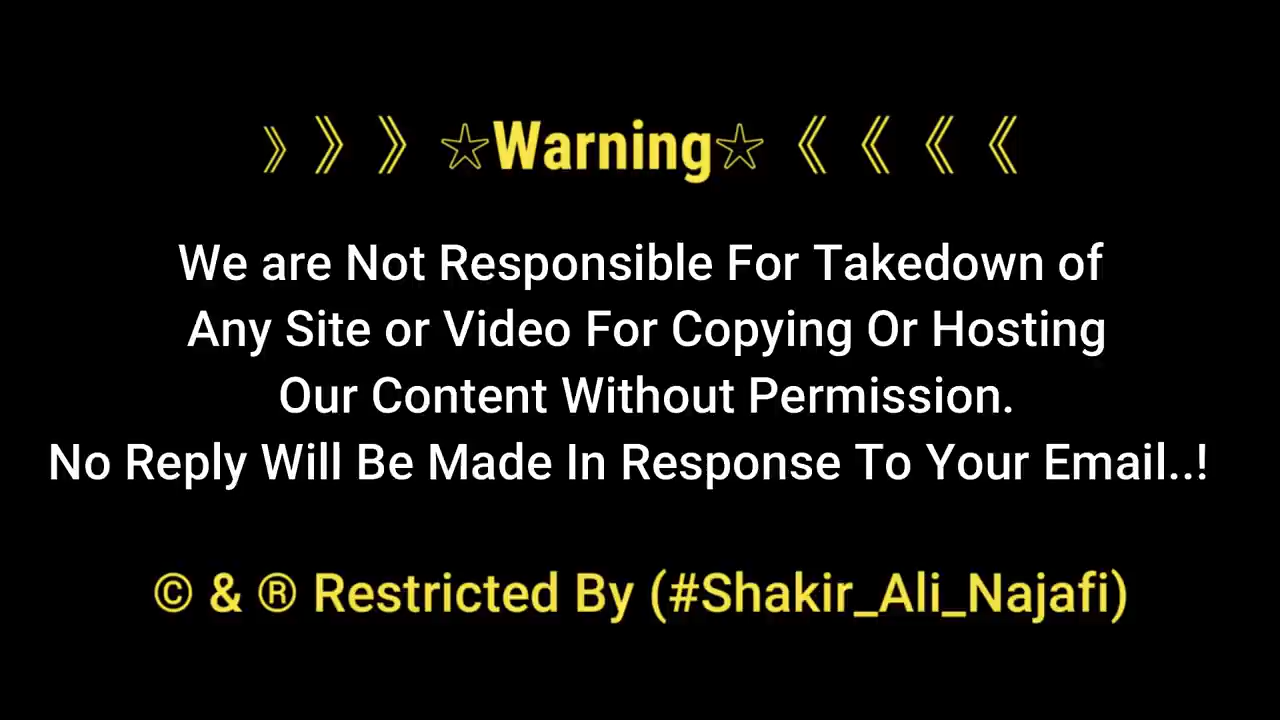 》》》☆Warning☆《《《《
We are Not Responsible For Takedown of
Any Site or Video For Copying Or Hosting
Our Content Without Permission.
No Reply Will Be Made In Response To Your Email..!
© & ® Restricted By (#Shakir_Ali_Najafi)